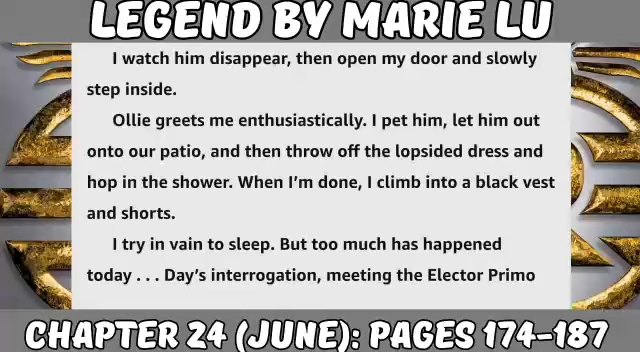 LEGEND BY MARIE LU
I watch him disappear, then open my door and slowly
step inside.
Ollie greets me enthusiastically. I pet him, let him out
onto our patio, and then throw off the lopsided dress and
hop in the shower. When I'm done, I climb into a black vest
and shorts.
I try in vain to sleep. But too much has happened
today . . . Day's interrogation, meeting the Elector Primo
CHAPTER 24 (JUNE): PAGES 174-187